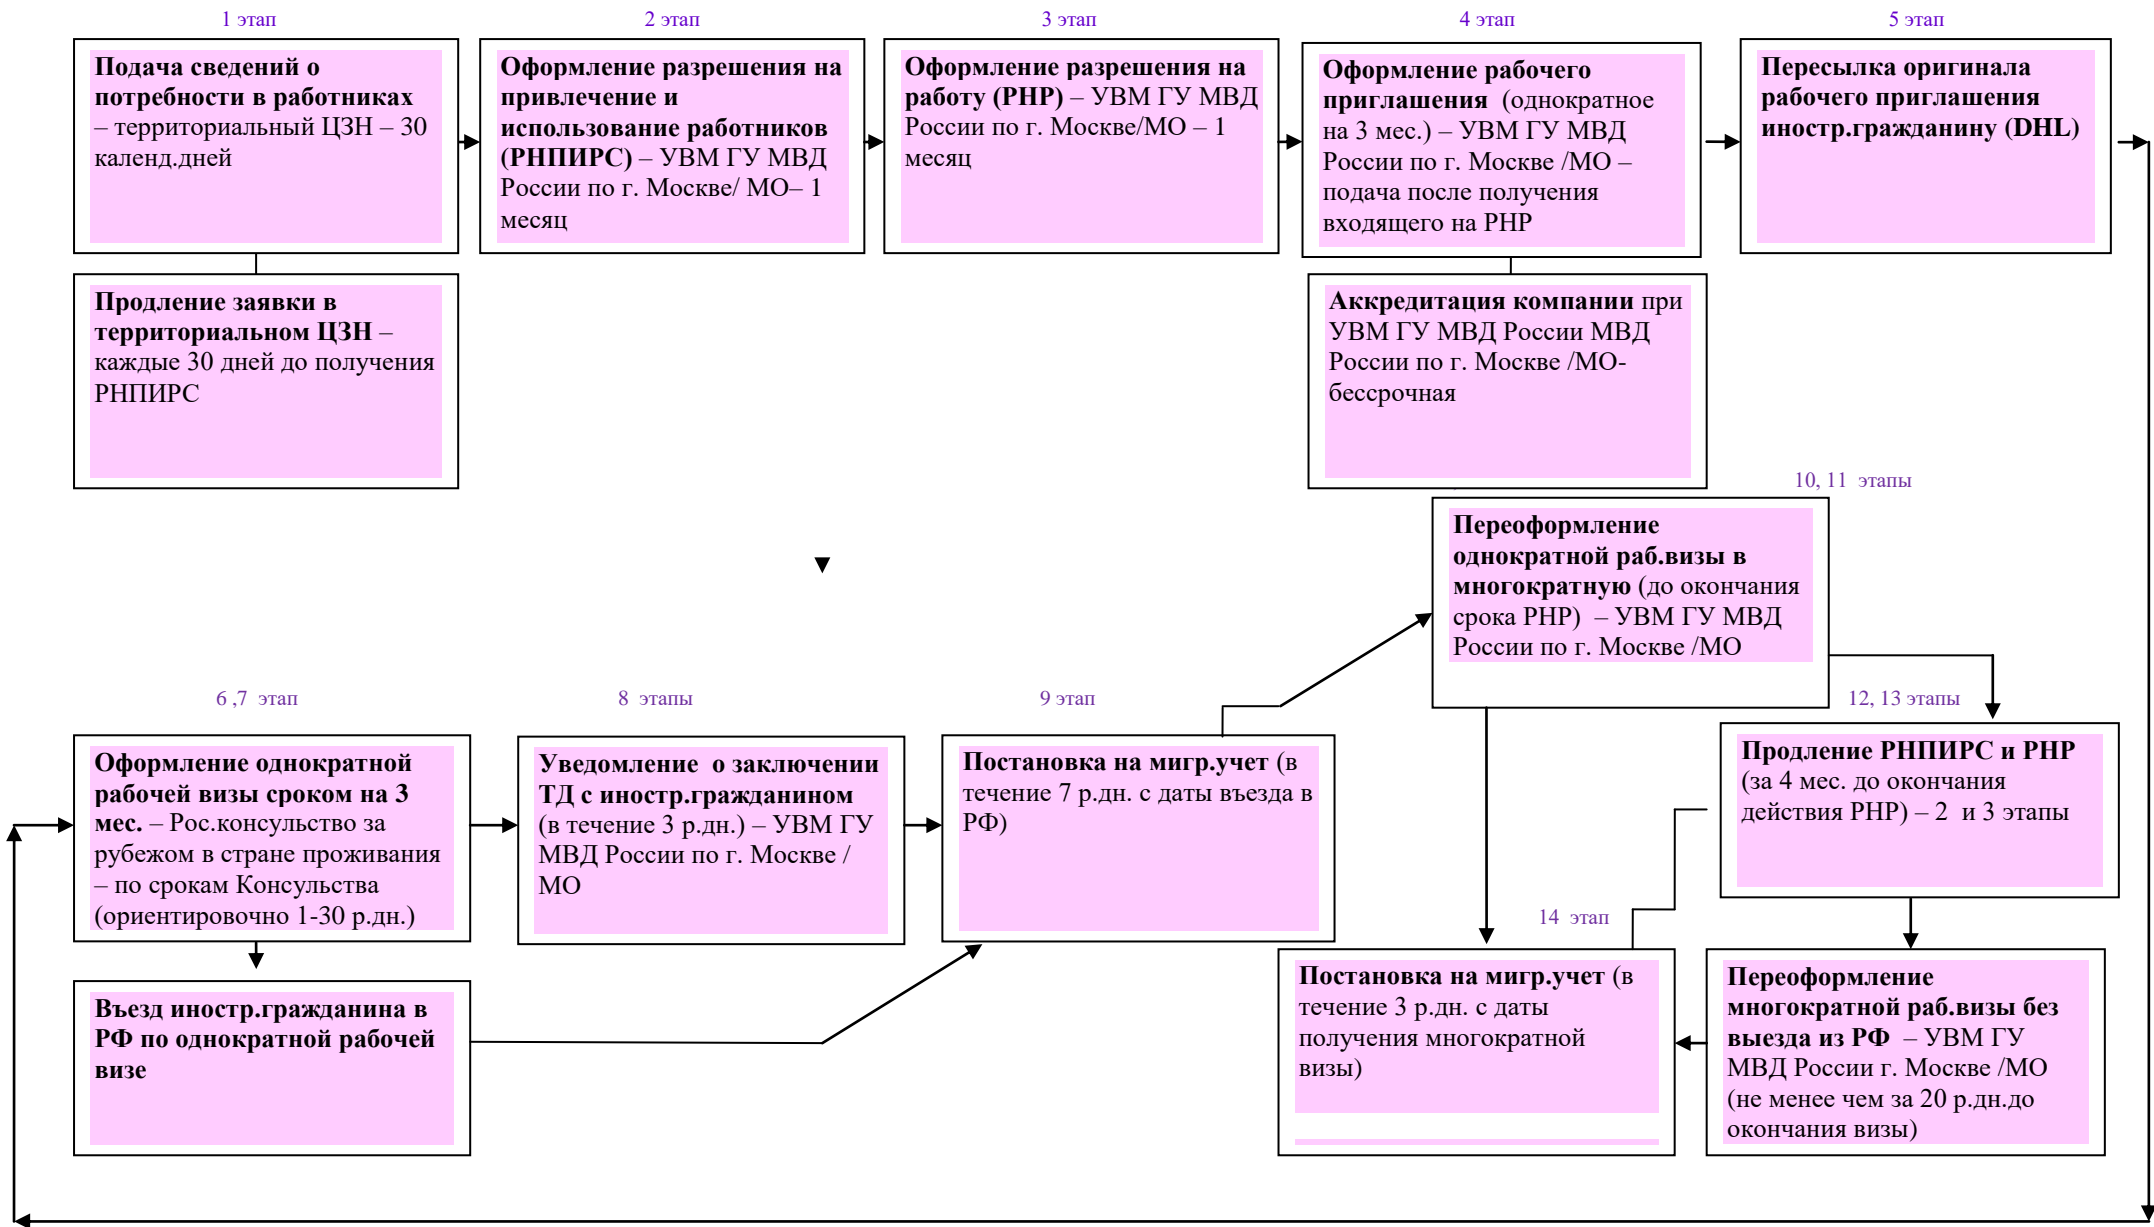 1 этап
Подача сведений о
потребности в работниках
– территориальный ЦЗН – 30
календ.дней
2 этап
Оформление разрешения на
привлечение и
использование работников
(РНПИРС) – УВМ ГУ МВД
России по г. Москве/ МО– 1
месяц
3 этап
Оформление разрешения на
работу (РНР) – УВМ ГУ МВД
России по г. Москве/МО – 1
месяц
4 этап
Оформление рабочего
приглашения (однократное
на 3 мес.) – УВМ ГУ МВД
России по г. Москве /МО –
подача после получения
входящего на РНР
5 этап
Пересылка оригинала
рабочего приглашения
иностр.гражданину (DHL)
Продление заявки в
территориальном ЦЗН –
каждые 30 дней до получения
РНПИРС
Аккредитация компании при
УВМ ГУ МВД России МВД
России по г. Москве /МО-
бессрочная
10, 11 этапы
Переоформление
однократной раб.визы в
многократную (до окончания
срока РНР) – УВМ ГУ МВД
России по г. Москве /МО
6 ,7 этап
Оформление однократной
рабочей визы сроком на 3
мес. – Рос.консульство за
рубежом в стране проживания
– по срокам Консульства
(ориентировочно 1-30 р.дн.)
8 этапы
Уведомление о заключении
ТД с иностр.гражданином
(в течение 3 р.дн.) – УВМ ГУ
МВД России по г. Москве /
МО
9 этап
Постановка на мигр.учет (в
течение 7 р.дн. с даты въезда в
РФ)
12, 13 этапы
Продление РНПИРС и РНР
(за 4 мес. до окончания
действия РНР) – 2 и 3 этапы
Въезд иностр.гражданина в
РФ по однократной рабочей
визе
14 этап
Постановка на мигр.учет (в
течение 3 р.дн. с даты
получения многократной
визы)
Переоформление
многократной раб.визы без
выезда из РФ – УВМ ГУ
МВД России г. Москве /МО
(не менее чем за 20 р.дн.до
окончания визы)